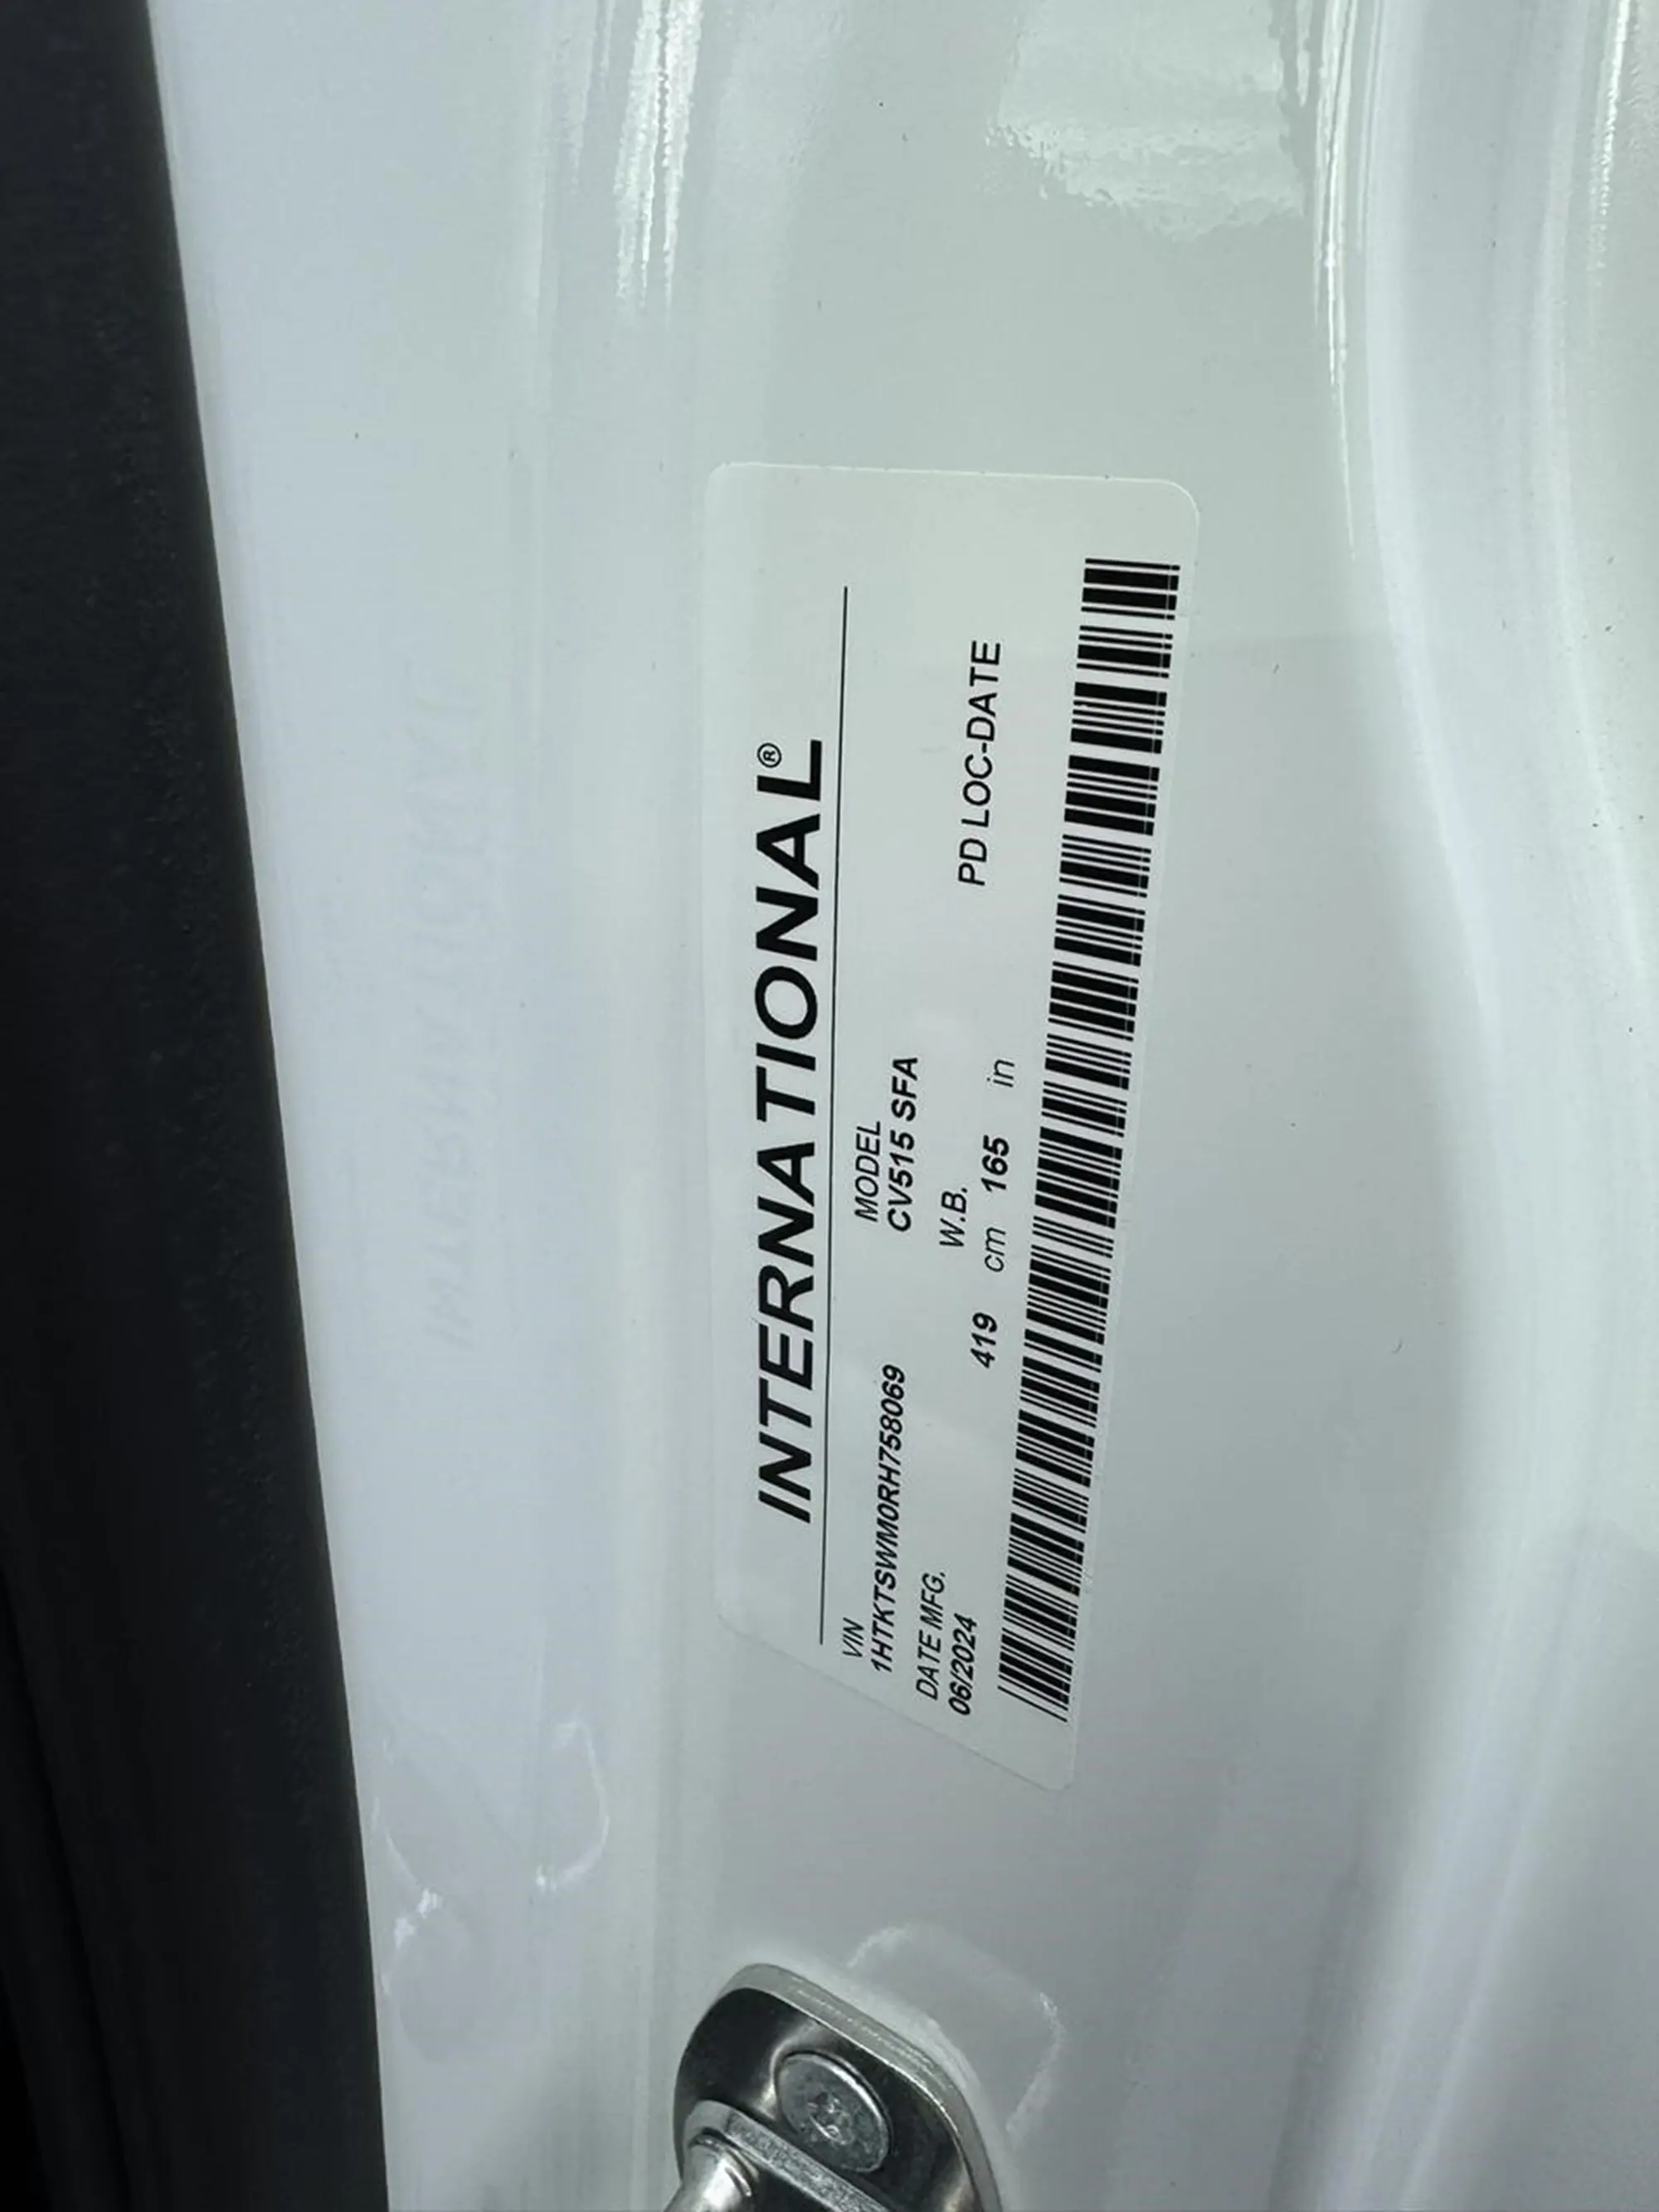 INTERNATIONAL®
VIN
1HTKTSWM0RH758069
MODEL
CV515 SFA
DATE MFG.
06/2024
W.B.
419 cm 165 in
PD LOC-DATE